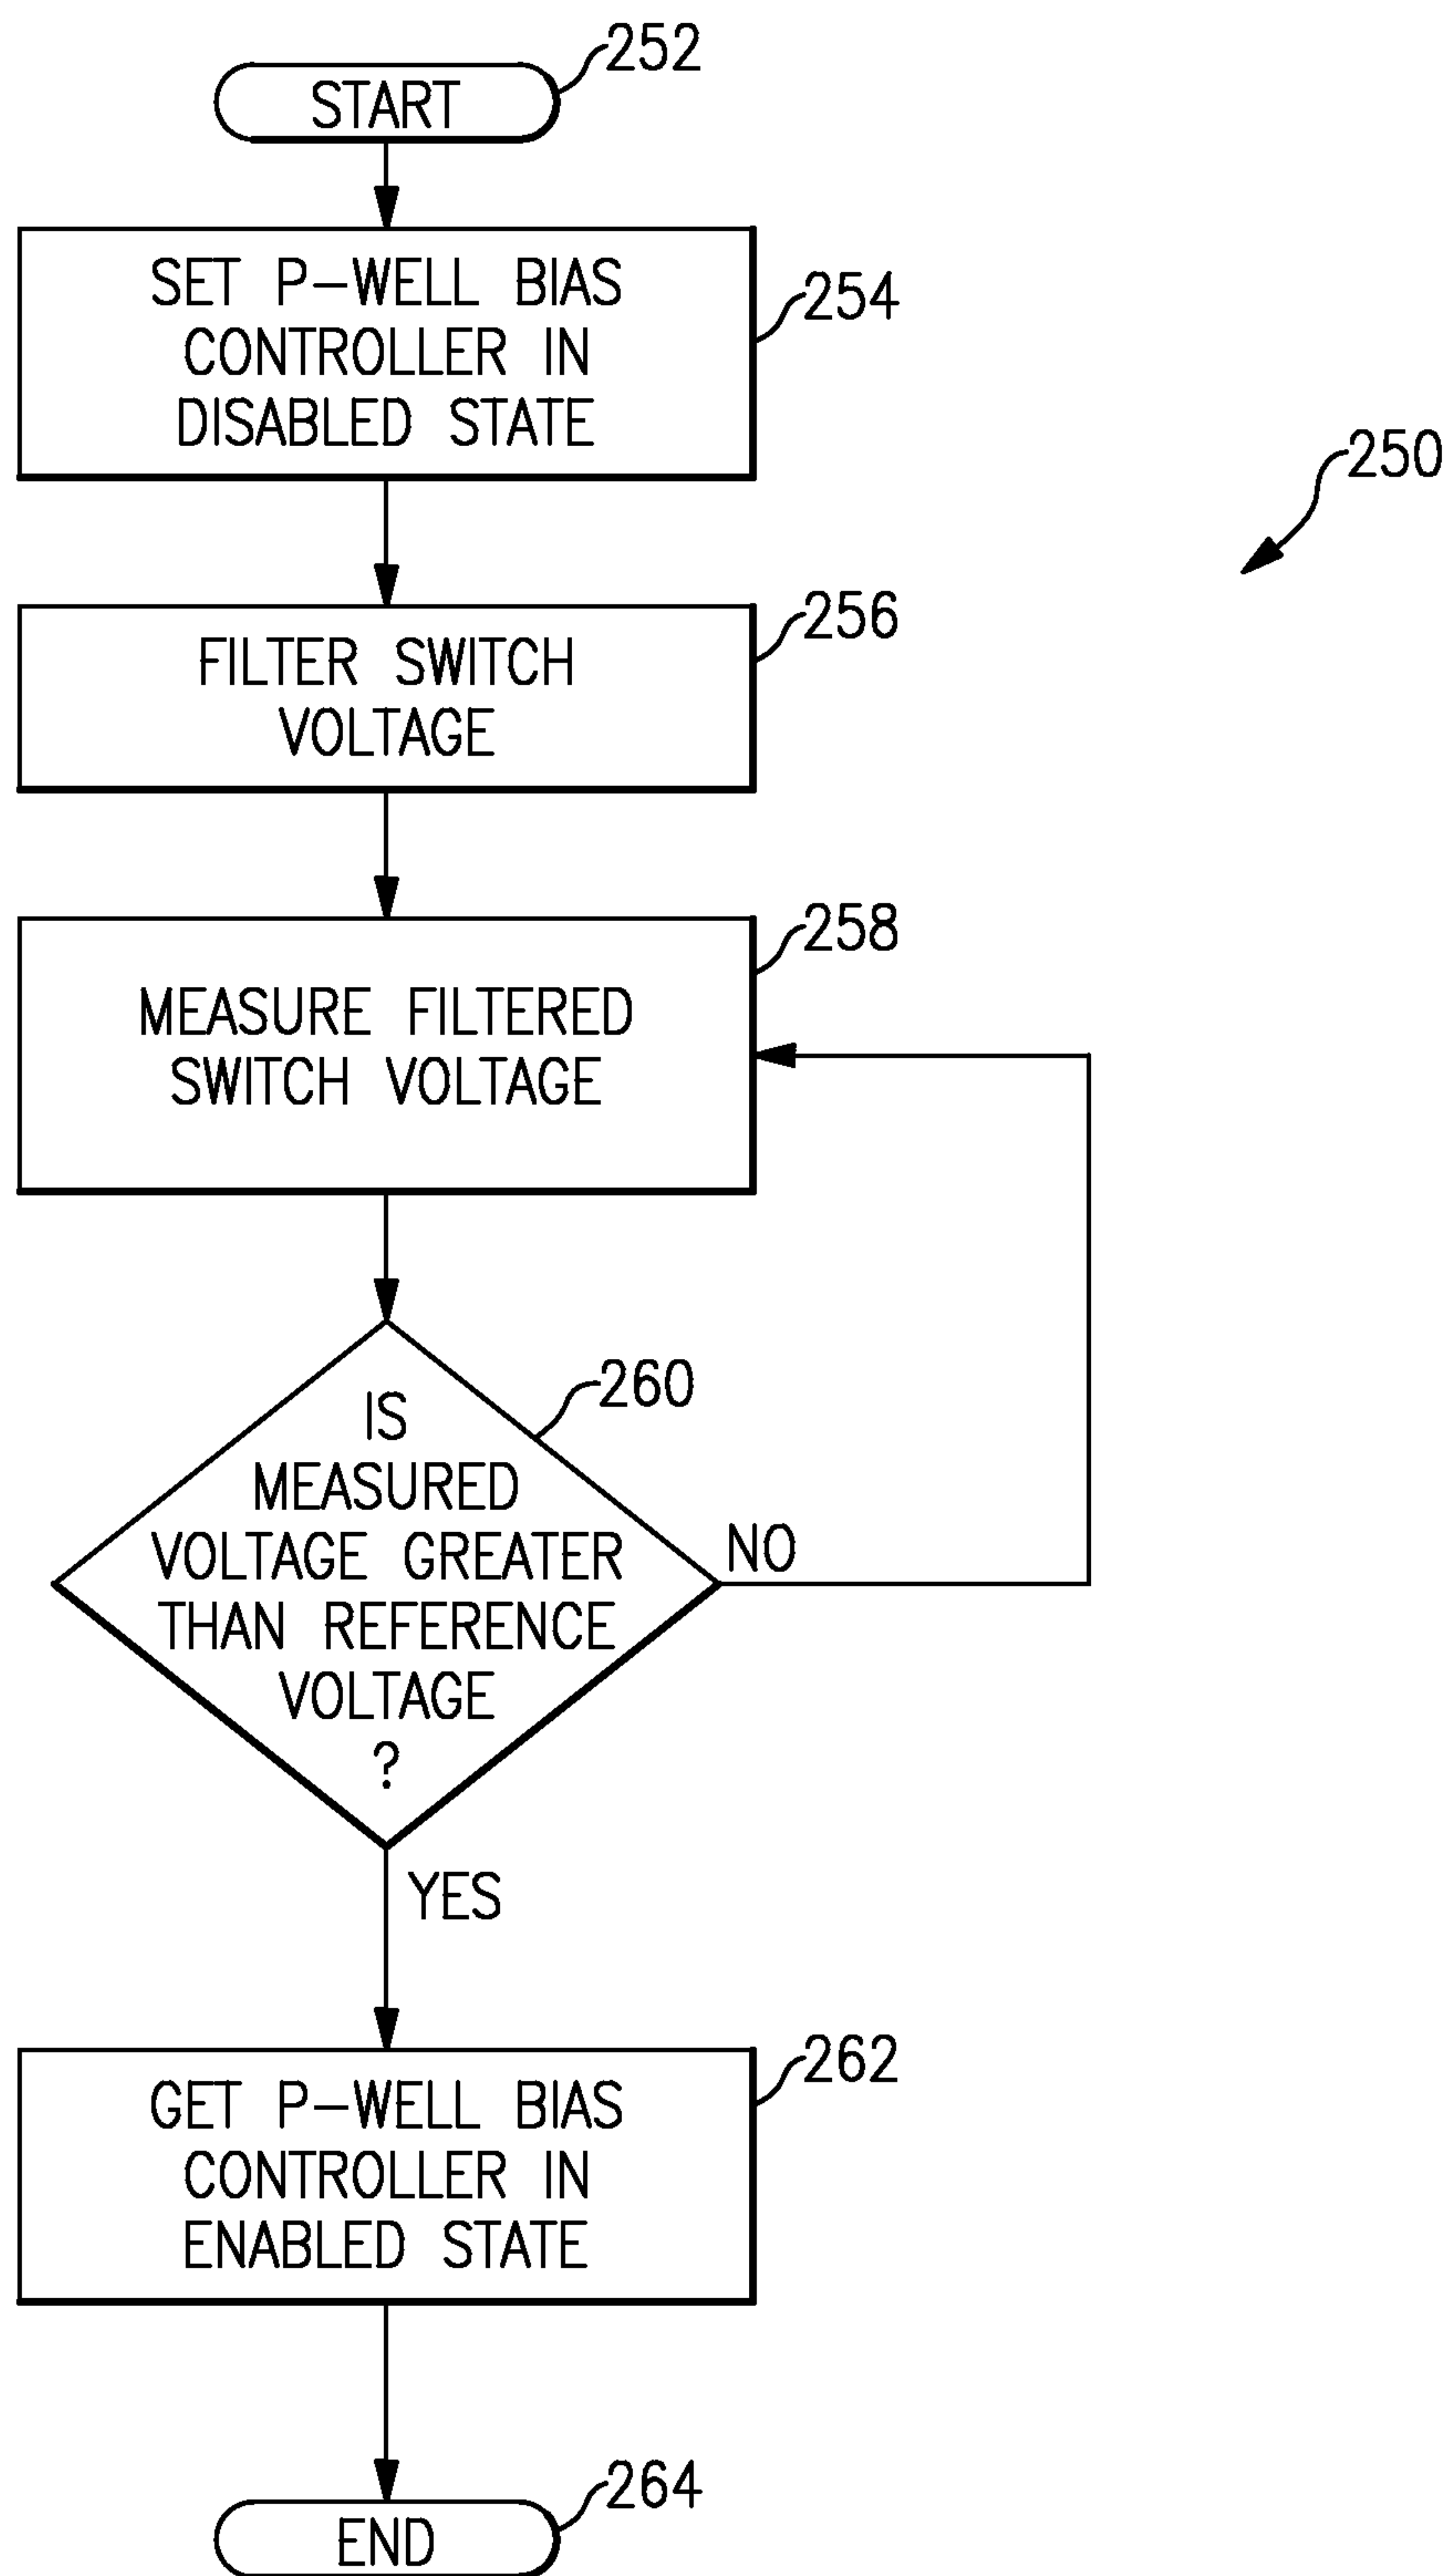 252
START
SET P-WELL BIAS
CONTROLLER IN
DISABLED STATE
254
250
FILTER SWITCH
VOLTAGE
256
258
MEASURE FILTERED
SWITCH VOLTAGE
260
IS
MEASURED
VOLTAGE GREATER
THAN REFERENCE
VOLTAGE
?
NO
YES
262
GET P-WELL BIAS
CONTROLLER IN
ENABLED STATE
264
END